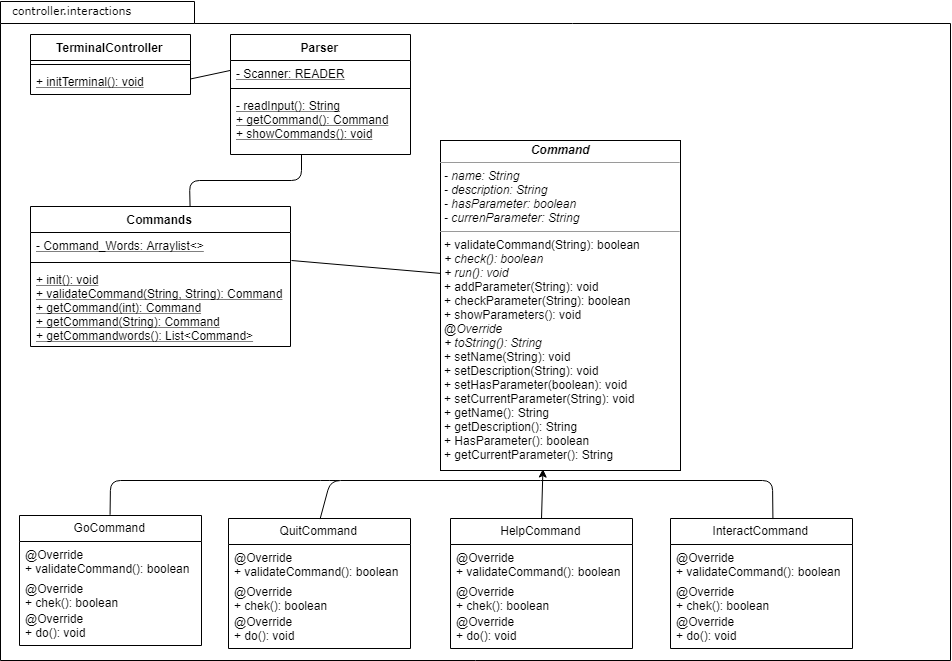 controller.interactions
TerminalController
+ initTerminal(): void
Parser
- Scanner: READER
- readInput(): String
+ getCommand(): Command
+ showCommands(): void
Commands
- Command_Words: Arraylist<>
+ init(): void
+ validateCommand(String, String): Command
+ getCommand(int): Command
+ getCommand(String): Command
+ getCommandwords(): List<Command>
Command
- name: String
- description: String
- hasParameter: boolean
- currenParameter: String
+ validateCommand(String): boolean
+ check(): boolean
+ run(): void
+ addParameter(String): void
+ checkParameter(String): boolean
+ showParameters(): void
@Override
+ toString(): String
+ setName(String): void
+ setDescription(String): void
+ setHasParameter(boolean): void
+ setCurrentParameter(String): void
+ getName(): String
+ getDescription(): String
+ HasParameter(): boolean
+ getCurrentParameter(): String
GoCommand
@Override
+ validateCommand(): boolean
@Override
+ chek(): boolean
@Override
+ do(): void
QuitCommand
@Override
+ validateCommand(): boolean
@Override
+ chek(): boolean
@Override
+ do(): void
HelpCommand
@Override
+ validateCommand(): boolean
@Override
+ chek(): boolean
@Override
+ do(): void
InteractCommand
@Override
+ validateCommand(): boolean
@Override
+ chek(): boolean
@Override
+ do(): void